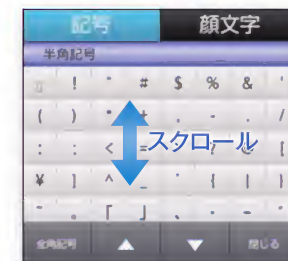 記号 顔文字
半角記号
! " # $ % & '
( ) * + , - . /
: ; < = ? @ [
¥ ] ^ _ ` { | }
~ 。 「 」 、 ・ - ゛
スクロール
全角記号 閉じる